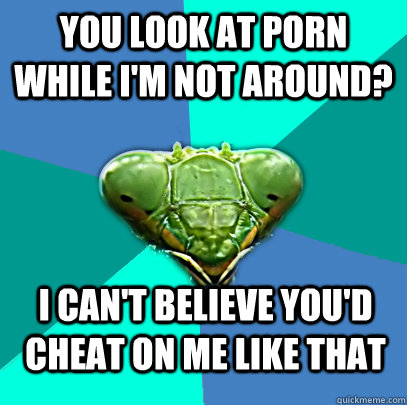 YOU LOOK AT PORN
WHILE I'M NOT AROUND?
I CAN'T BELIEVE YOU'D
CHEAT ON ME LIKE THAT
quickmeme.com